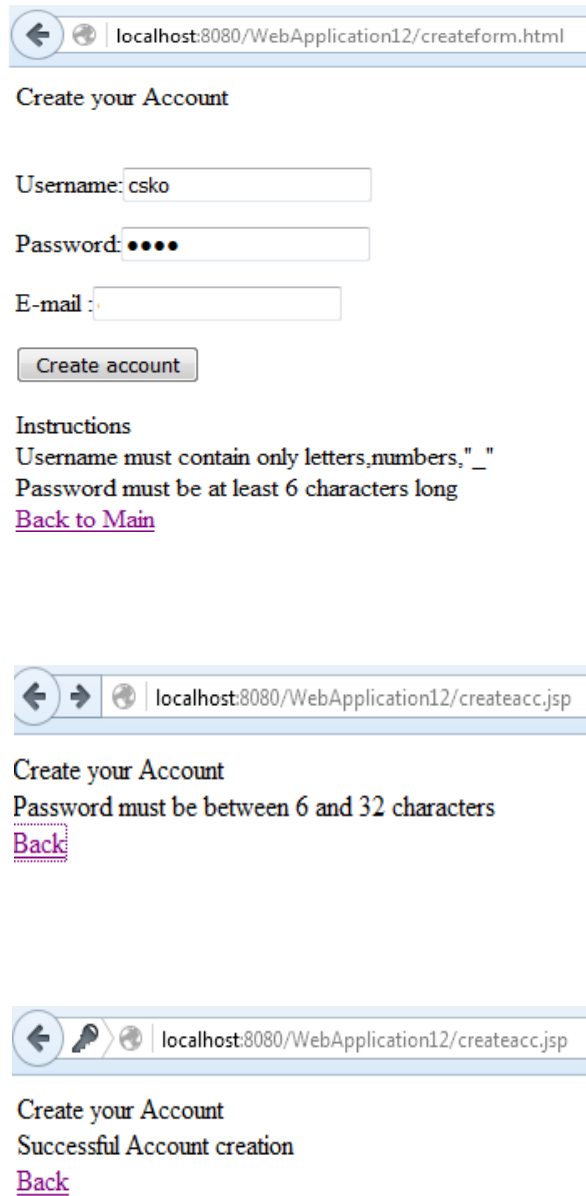 localhost:8080/WebApplication12/createform.html
Create your Account
Username: csko
Password: ●●●●
E-mail :
Create account
Instructions
Username must contain only letters,numbers,"_"
Password must be at least 6 characters long
Back to Main
localhost:8080/WebApplication12/createacc.jsp
Create your Account
Password must be between 6 and 32 characters
Back
localhost:8080/WebApplication12/createacc.jsp
Create your Account
Successful Account creation
Back